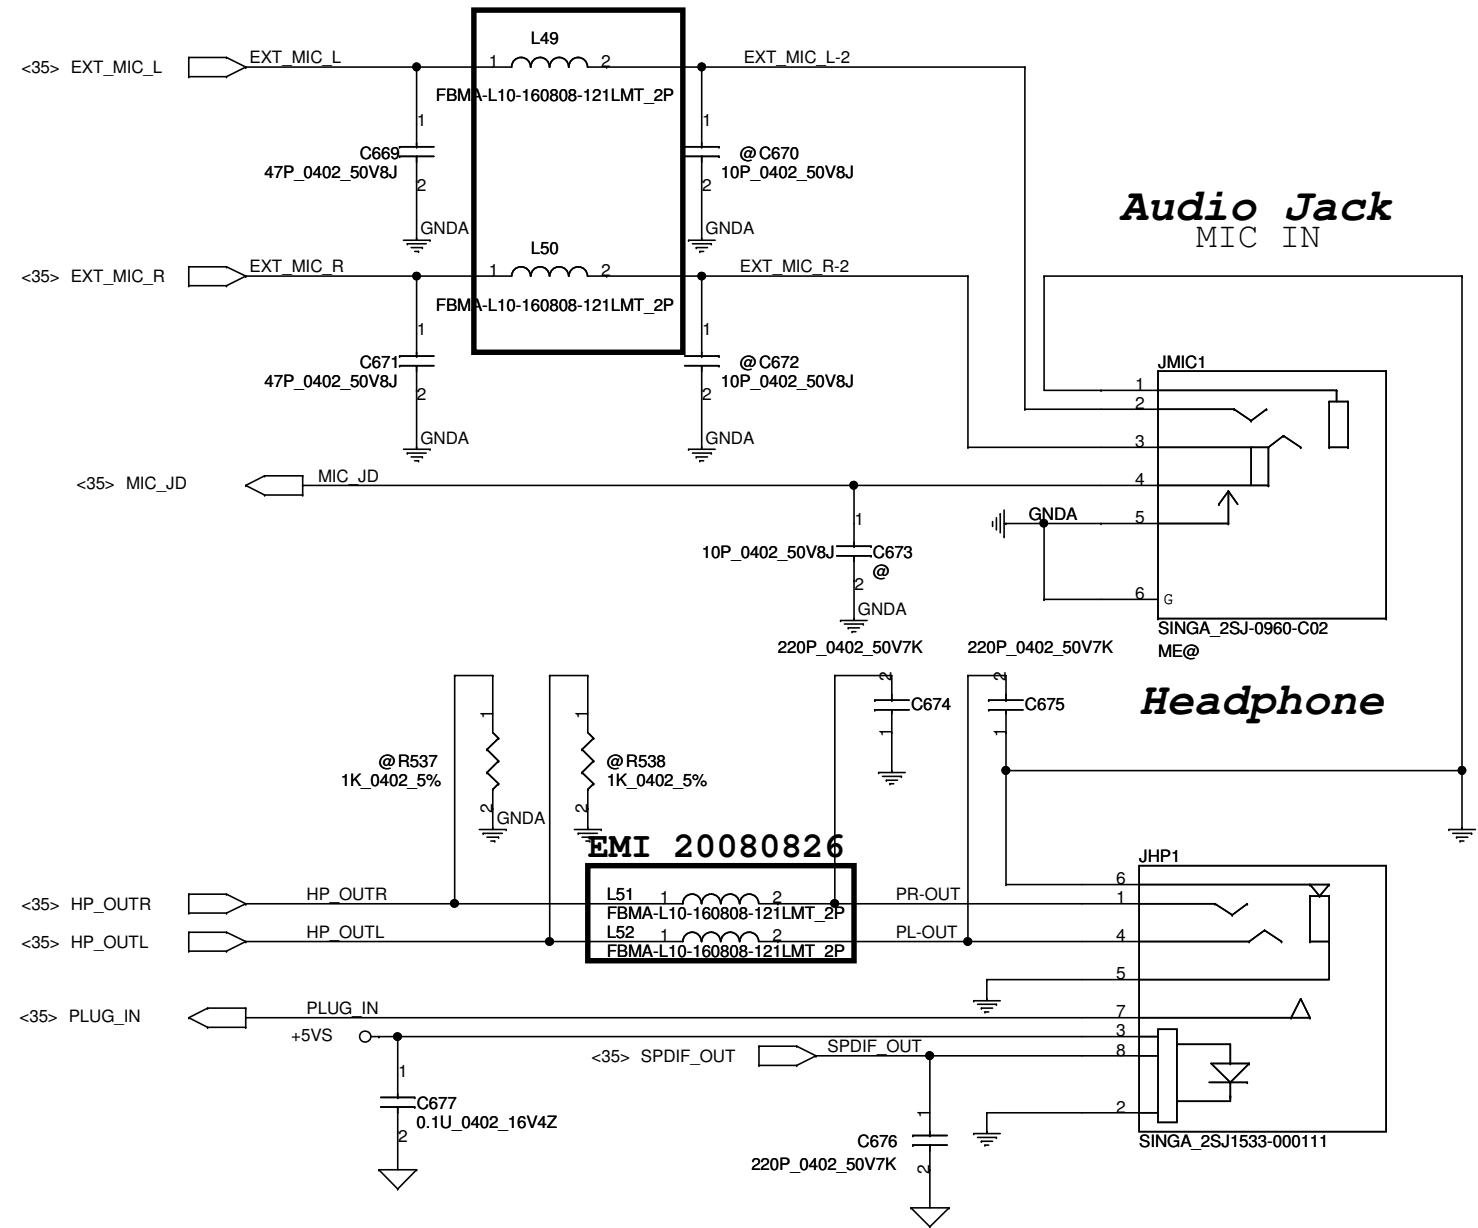 L49
<35> EXT_MIC_L
EXT_MIC_L
1
2
EXT_MIC_L-2
FBMA-L10-160808-121LMT_2P
1
1
C669
47P_0402_50V8J
@ C670
10P_0402_50V8J
2
2
GNDA
GNDA
Audio Jack
MIC IN
L50
<35> EXT_MIC_R
EXT_MIC_R
1
2
EXT_MIC_R-2
FBMA-L10-160808-121LMT_2P
1
1
C671
47P_0402_50V8J
@ C672
10P_0402_50V8J
2
2
GNDA
GNDA
JMIC1
1
2
3
4
5
6
G
GNDA
SINGA_2SJ-0960-C02
ME@
<35> MIC_JD
MIC_JD
1
10P_0402_50V8J
C673
@
2
GNDA
220P_0402_50V7K
220P_0402_50V7K
2
C674
1
2
C675
1
Headphone
1
1
@ R537
1K_0402_5%
@ R538
1K_0402_5%
2
GNDA
2
EMI 20080826
<35> HP_OUTR
HP_OUTR
L51
1
2
FBMA-L10-160808-121LMT_2P
PR-OUT
<35> HP_OUTL
HP_OUTL
L52
1
2
FBMA-L10-160808-121LMT_2P
PL-OUT
JHP1
6
1
4
5
7
3
8
2
SINGA_2SJ1533-000111
<35> PLUG_IN
PLUG_IN
+5VS
<35> SPDIF_OUT
SPDIF_OUT
1
C677
0.1U_0402_16V4Z
2
1
C676
220P_0402_50V7K
2